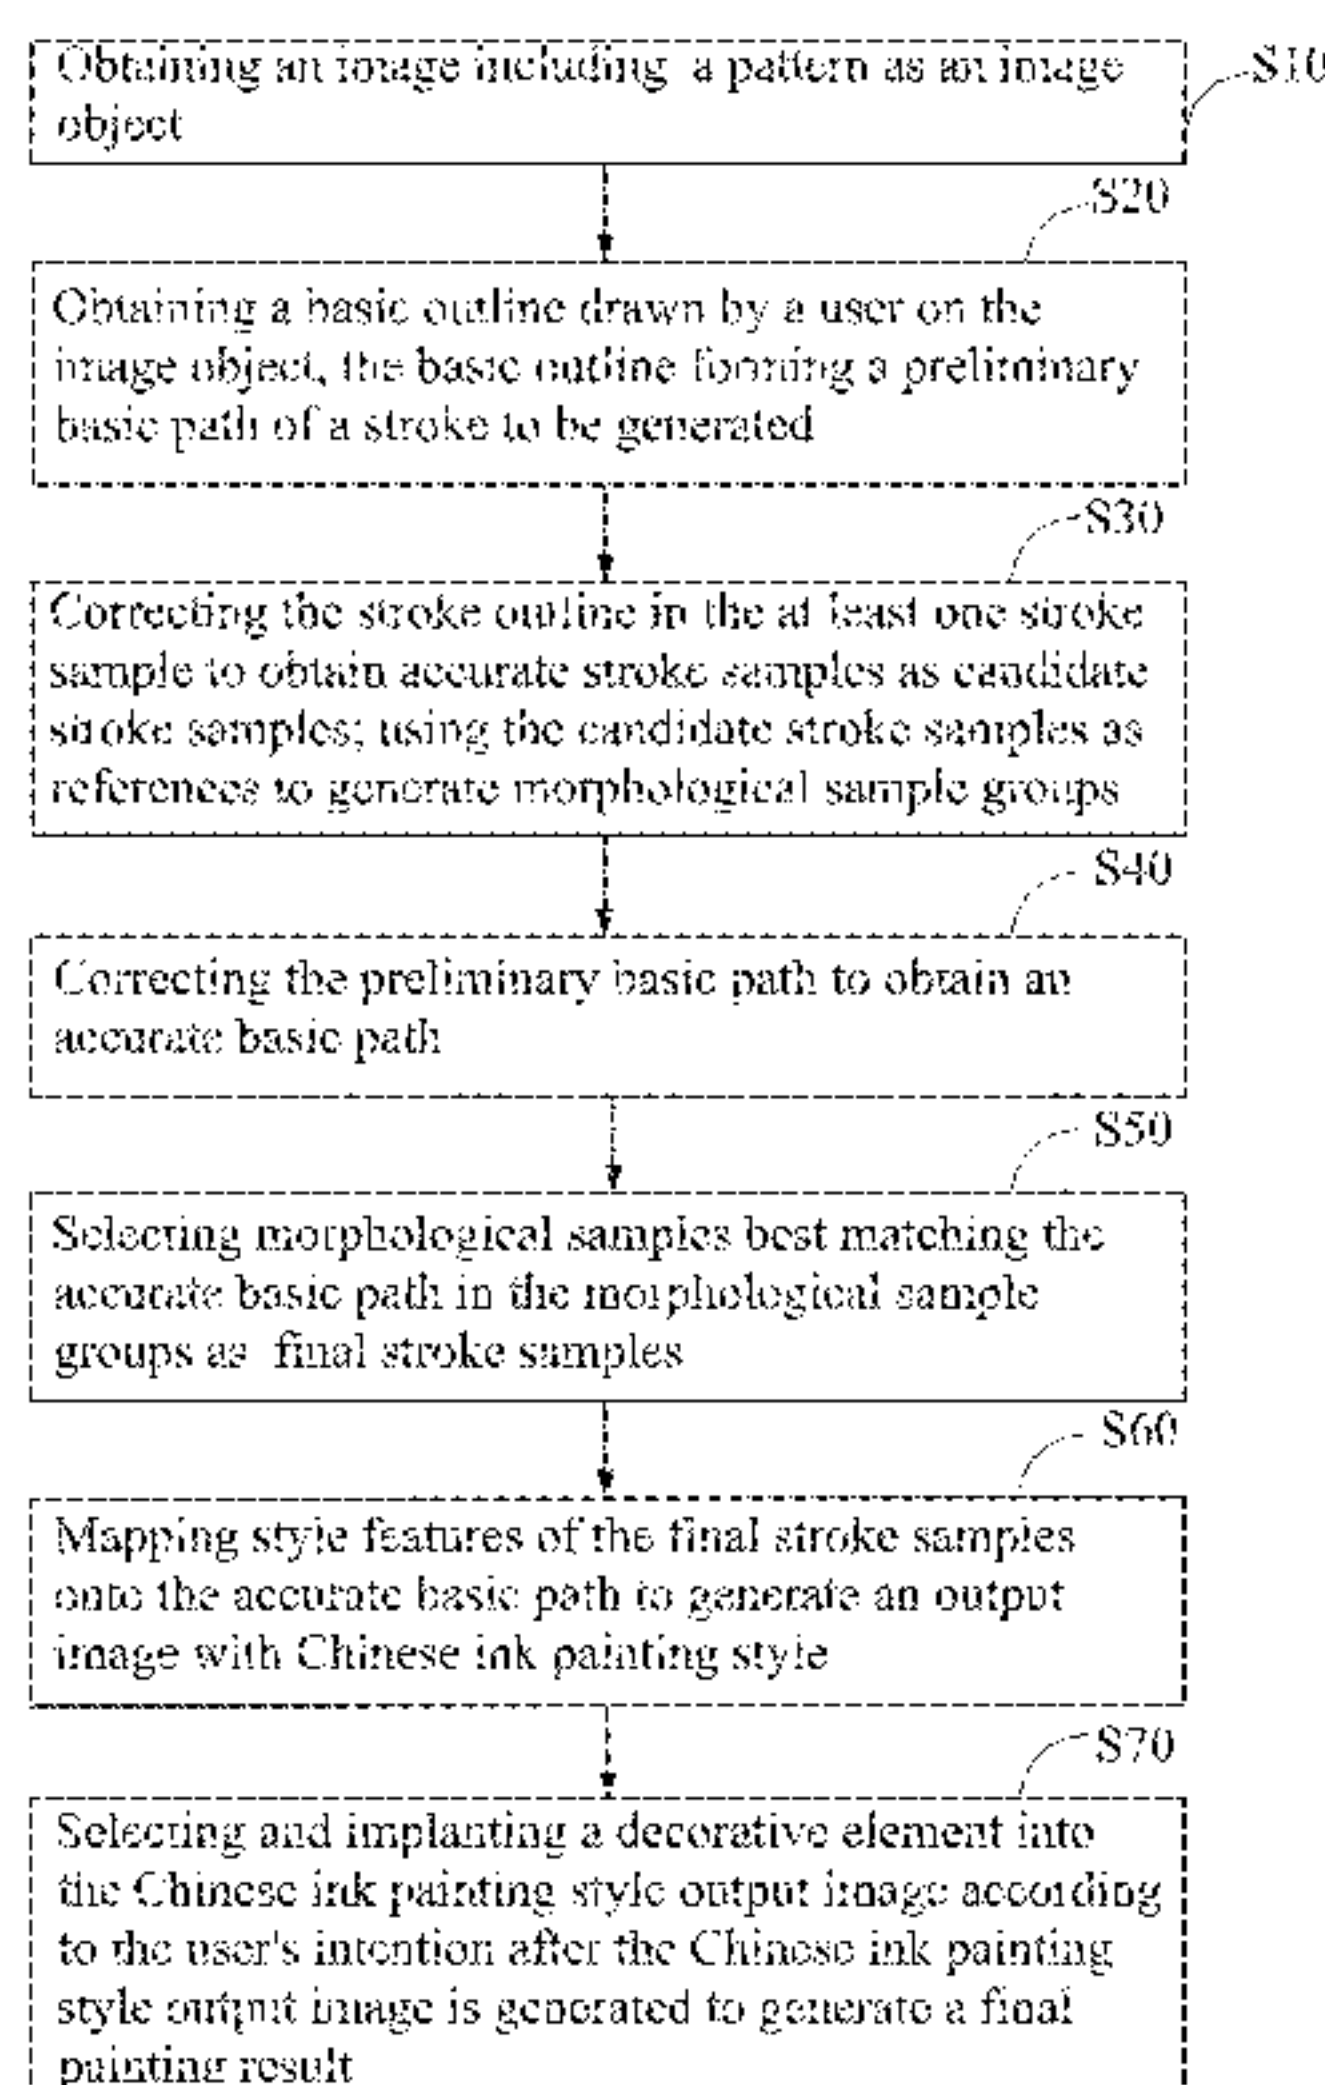 Obtaining an image including a pattern as an image
object
S10
S20
Obtaining a basic outline drawn by a user on the
image object, the basic outline forming a preliminary
basic path of a stroke to be generated
S30
Correcting the stroke outline in the at least one stroke
sample to obtain accurate stroke samples as candidate
stroke samples; using the candidate stroke samples as
references to generate morphological sample groups
S40
Correcting the preliminary basic path to obtain an
accurate basic path
S50
Selecting morphological samples best matching the
accurate basic path in the morphological sample
groups as final stroke samples
S60
Mapping style features of the final stroke samples
onto the accurate basic path to generate an output
image with Chinese ink painting style
S70
Selecting and implanting a decorative element into
the Chinese ink painting style output image according
to the user's intention after the Chinese ink painting
style output image is generated to generate a final
painting result